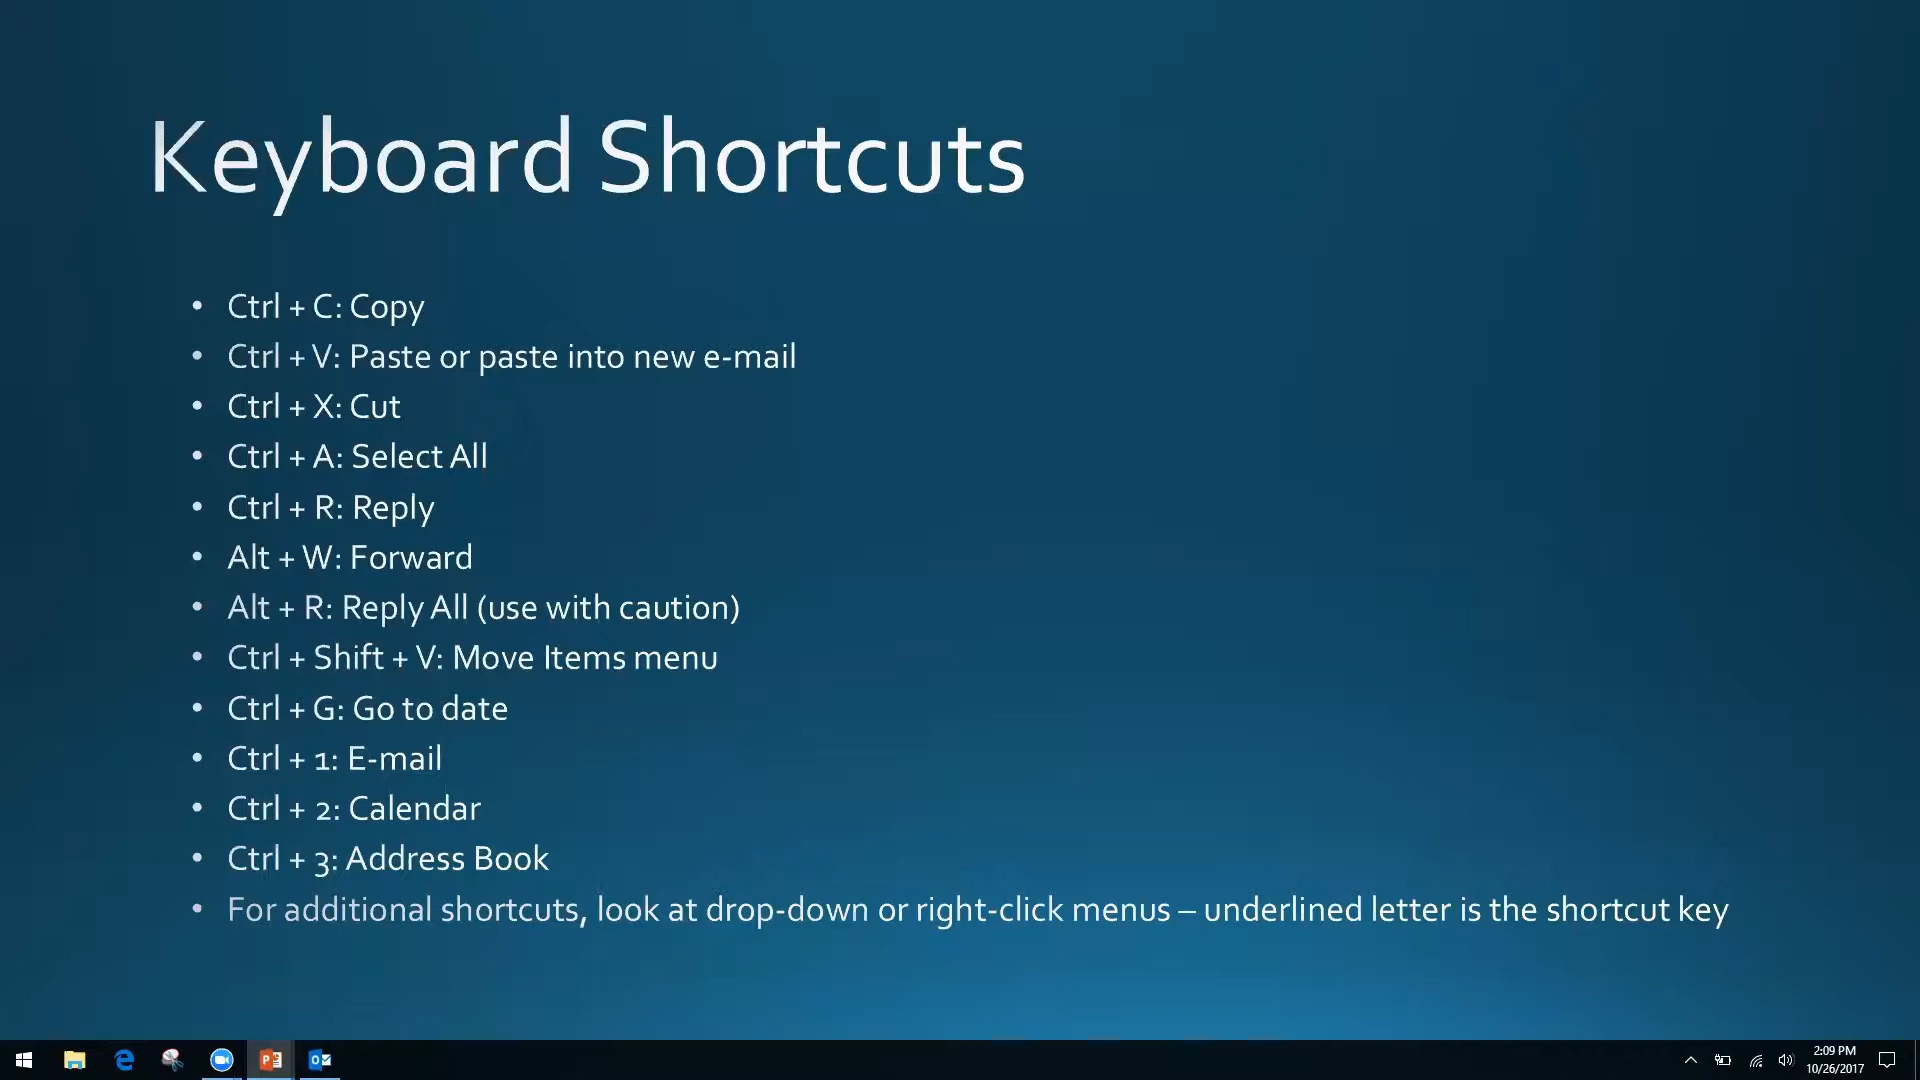 Keyboard Shortcuts
• Ctrl + C: Copy
• Ctrl + V: Paste or paste into new e-mail
• Ctrl + X: Cut
• Ctrl + A: Select All
• Ctrl + R: Reply
• Alt + W: Forward
• Alt + R: Reply All (use with caution)
• Ctrl + Shift + V: Move Items menu
• Ctrl + G: Go to date
• Ctrl + 1: E-mail
• Ctrl + 2: Calendar
• Ctrl + 3: Address Book
• For additional shortcuts, look at drop-down or right-click menus – underlined letter is the shortcut key
2:09 PM
10/26/2017